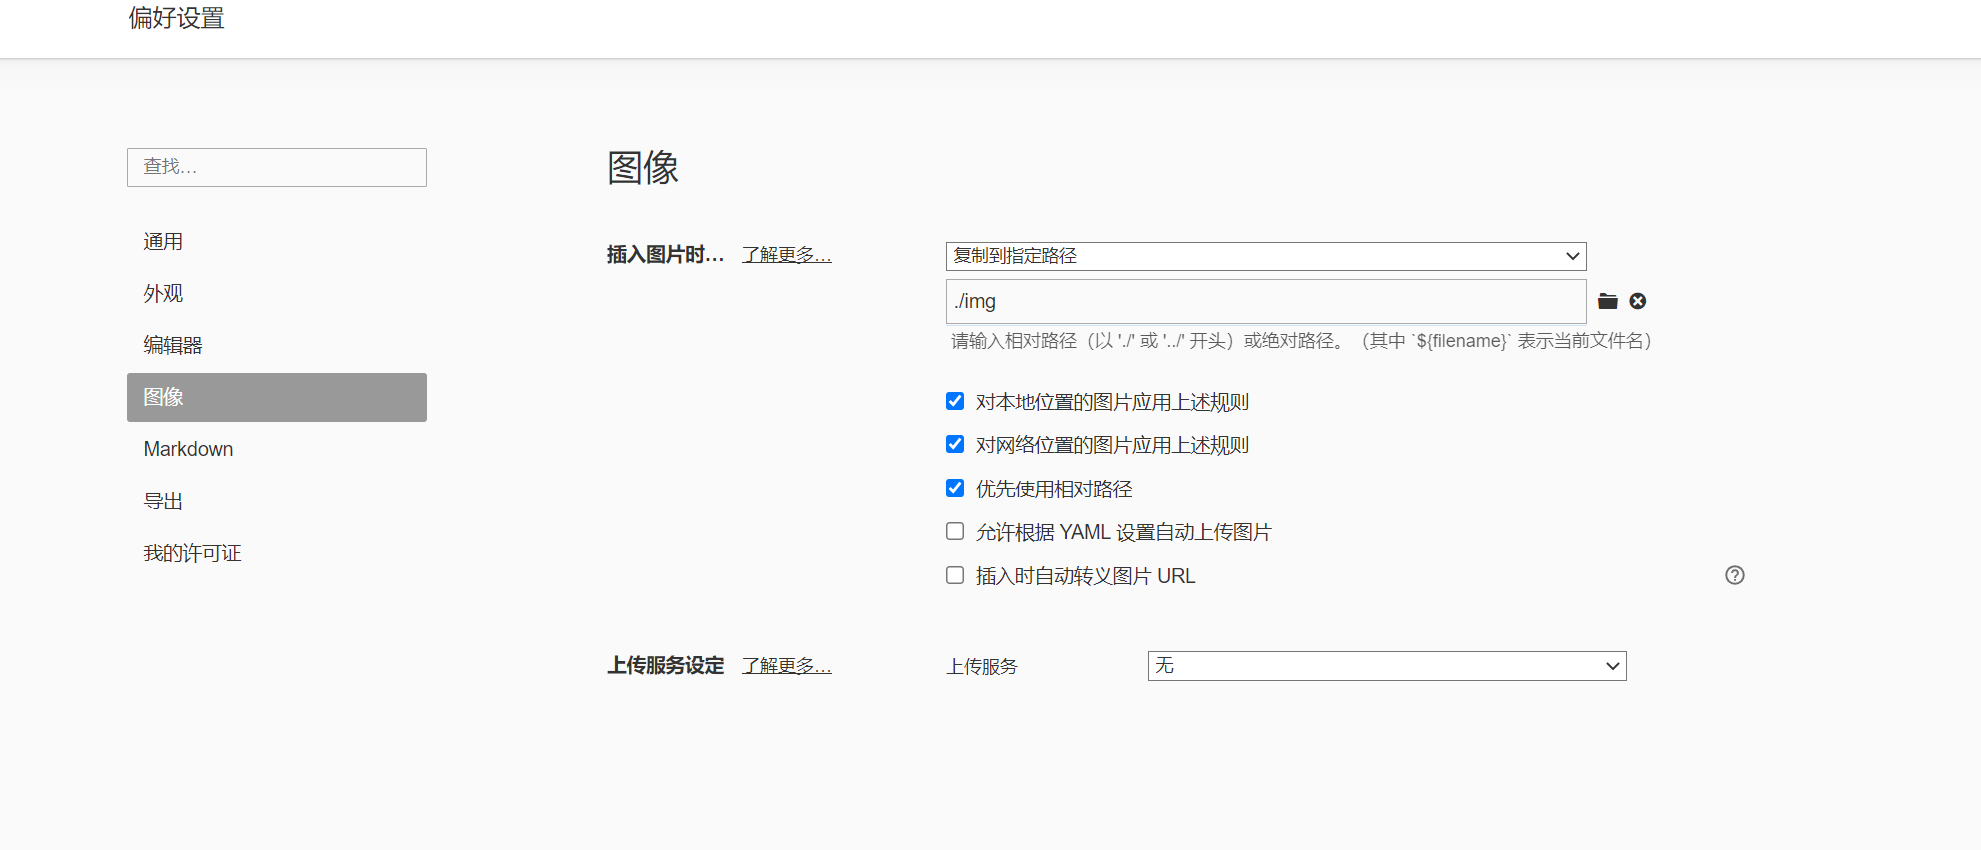 偏好设置
查找...
通用
外观
编辑器
图像
Markdown
导出
我的许可证
图像
插入图片时... 了解更多... 复制到指定路径
./img
请输入相对路径（以 './' 或 '../' 开头）或绝对路径。（其中 `${filename}` 表示当前文件名）
对本地位置的图片应用上述规则
对网络位置的图片应用上述规则
优先使用相对路径
允许根据 YAML 设置自动上传图片
插入时自动转义图片 URL
上传服务设定 了解更多... 上传服务 无